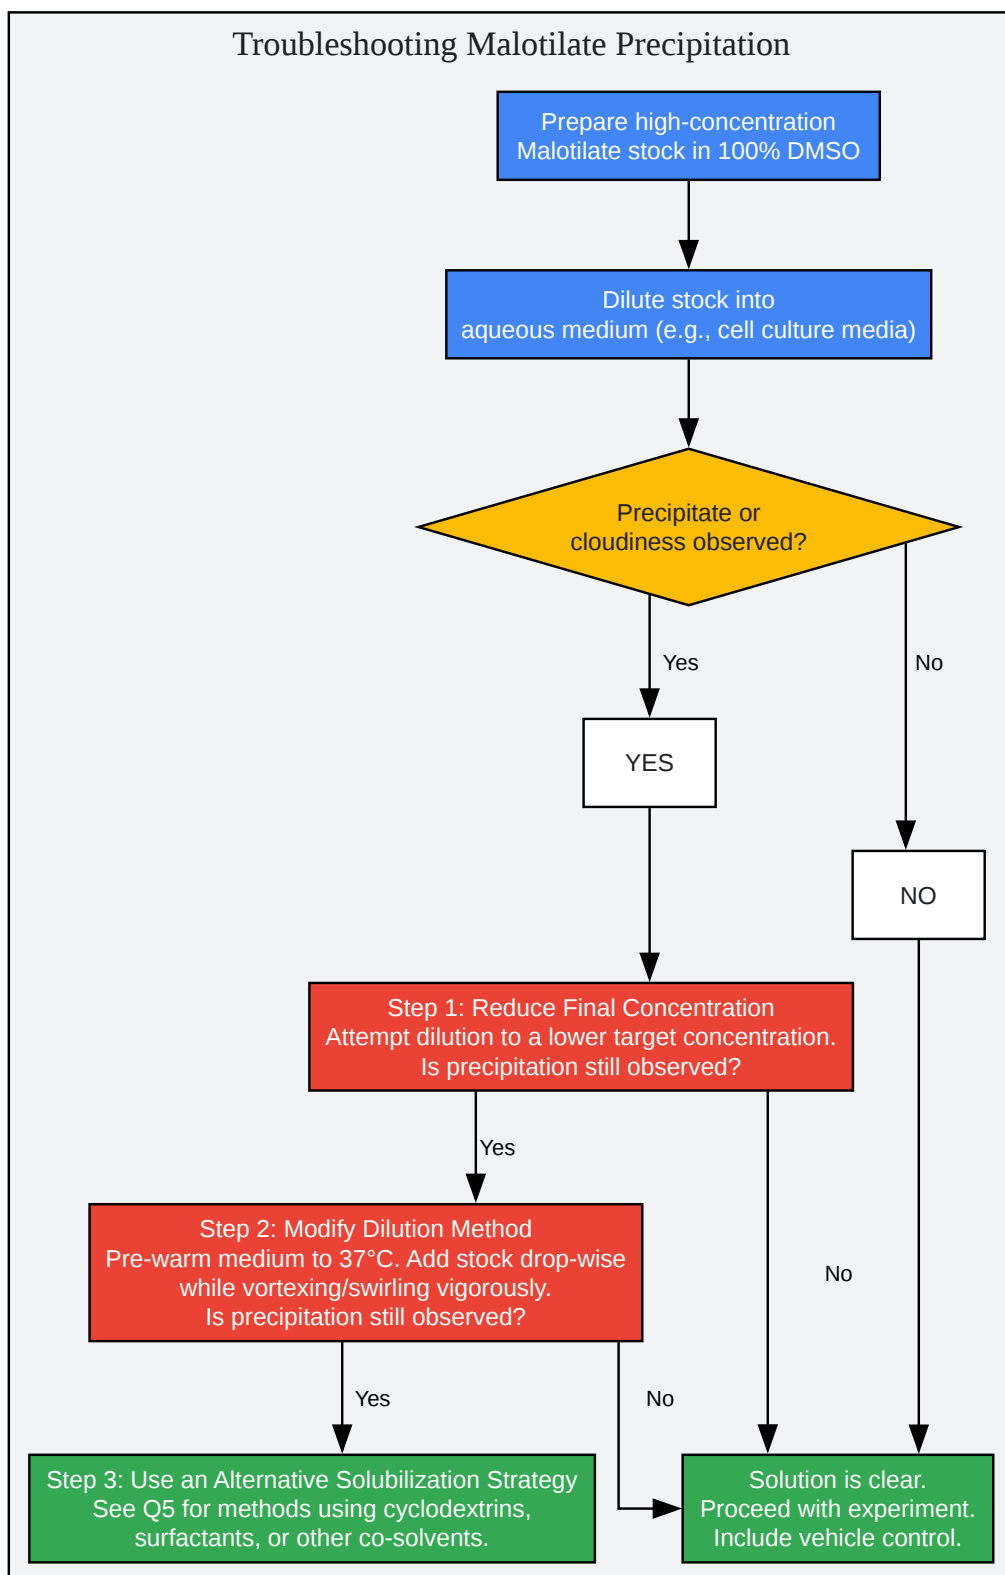 Troubleshooting Malotilate Precipitation
Prepare high-concentration
Malotilate stock in 100% DMSO
Dilute stock into
aqueous medium (e.g., cell culture media)
Precipitate or
cloudiness observed?
Yes
No
YES
NO
Step 1: Reduce Final Concentration
Attempt dilution to a lower target concentration.
Is precipitation still observed?
Yes
No
Step 2: Modify Dilution Method
Pre-warm medium to 37°C. Add stock drop-wise
while vortexing/swirling vigorously.
Is precipitation still observed?
Yes
No
Step 3: Use an Alternative Solubilization Strategy
See Q5 for methods using cyclodextrins,
surfactants, or other co-solvents.
Solution is clear.
Proceed with experiment.
Include vehicle control.